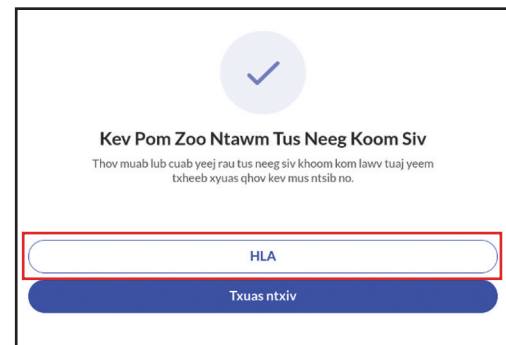 Kev Pom Zoo Ntawm Tus Neeg Koom Siv
Thov muab lub cuab yeej rau tus neeg siv khoom kom lawv tuaj yeem
txheeb xyuas qhov kev mus ntsib no.
HLA
Txuas ntxiv